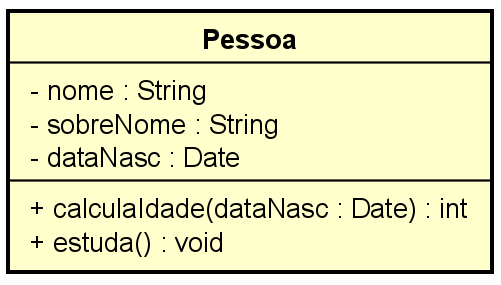 Pessoa
- nome : String
- sobreNome : String
- dataNasc : Date
+ calculaIdade(dataNasc : Date) : int
+ estuda() : void